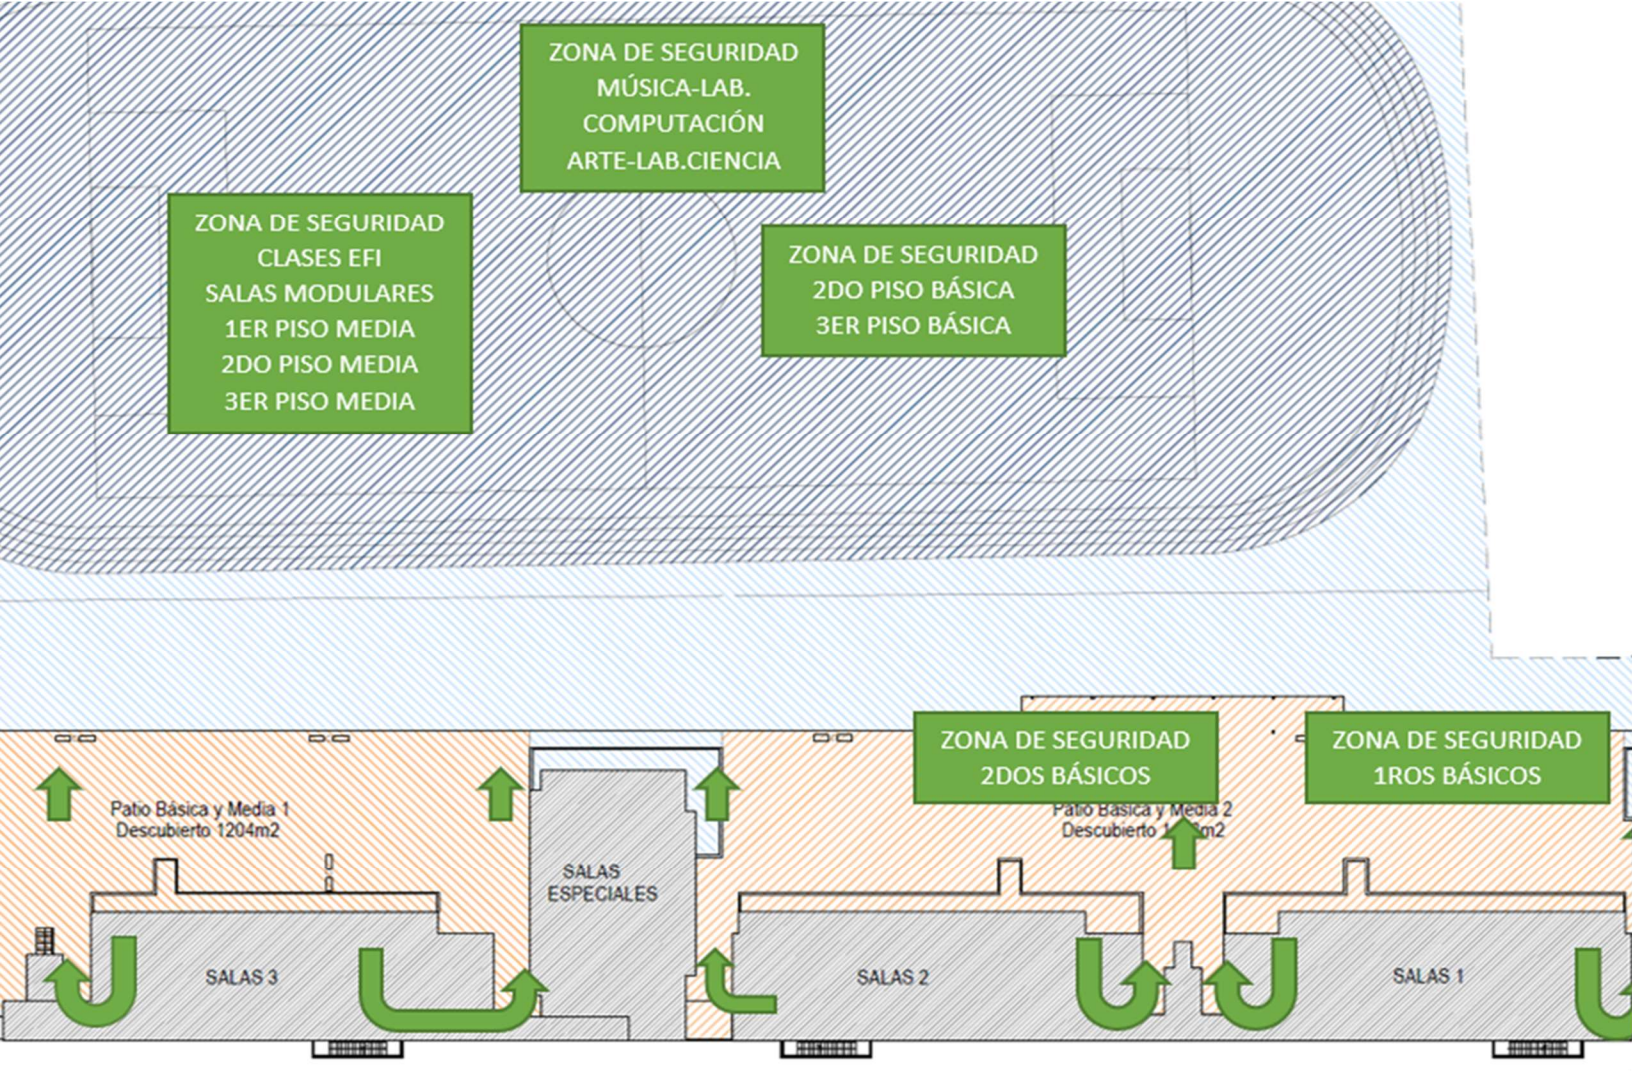 ZONA DE SEGURIDAD
MÚSICA-LAB.
COMPUTACIÓN
ARTE-LAB.CIENCIA
ZONA DE SEGURIDAD
CLASES EFI
SALAS MODULARES
1ER PISO MEDIA
2DO PISO MEDIA
3ER PISO MEDIA
ZONA DE SEGURIDAD
2DO PISO BÁSICA
3ER PISO BÁSICA
ZONA DE SEGURIDAD
2DOS BÁSICOS
ZONA DE SEGURIDAD
1ROS BÁSICOS
Patio Básica y Media 1
Descubierto 1204m2
Patio Básica y Media 2
Descubierto
SALAS
ESPECIALES
SALAS 3
SALAS 2
SALAS 1